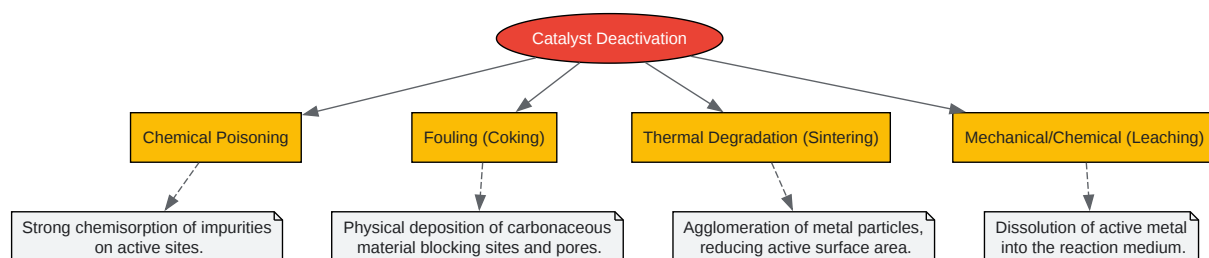 Catalyst Deactivation
Chemical Poisoning
Fouling (Coking)
Thermal Degradation (Sintering)
Mechanical/Chemical (Leaching)
Strong chemisorption of impurities
on active sites.
Physical deposition of carbonaceous
material blocking sites and pores.
Agglomeration of metal particles,
reducing active surface area.
Dissolution of active metal
into the reaction medium.